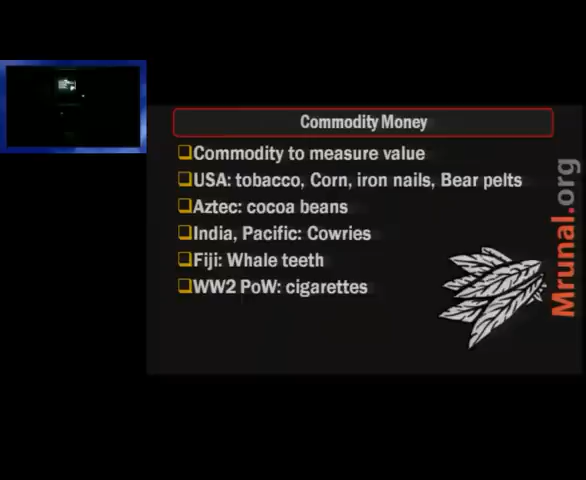 Commodity Money
Commodity to measure value
USA: tobacco, Corn, iron nails, Bear pelts
Aztec: cocoa beans
India, Pacific: Cowries
Fiji: Whale teeth
WW2 PoW: cigarettes
Mrunal.org